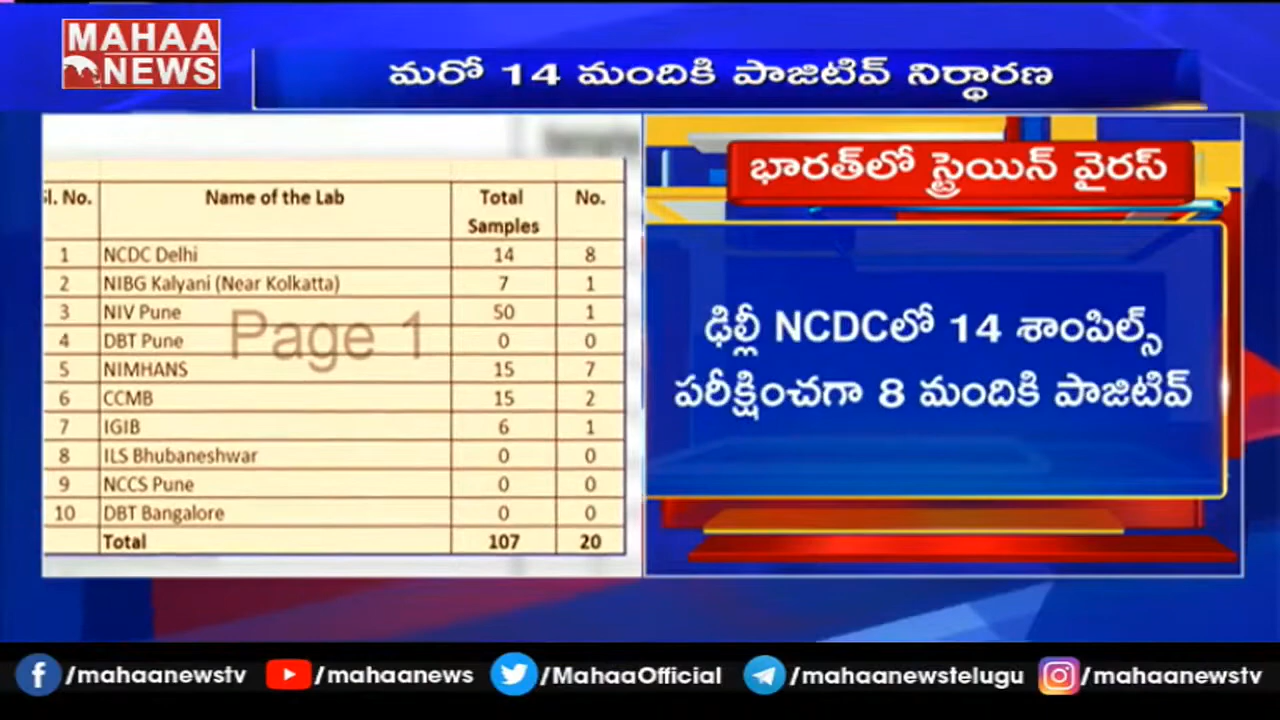 MAHAA
NEWS
మరో 14 మందికి పాజిటివ్ నిర్ధారణ
భారత్‌లో స్ట్రెయిన్ వైరస్
ఢిల్లీ NCDCలో 14 శాంపిల్స్
పరీక్షించగా 8 మందికి పాజిటివ్
Sl. No. Name of the Lab Total Samples No.
1 NCDC Delhi 14 8
2 NIBG Kalyani (Near Kolkatta) 7 1
3 NIV Pune 50 1
4 DBT Pune 0 0
5 NIMHANS 15 7
6 CCMB 15 2
7 IGIB 6 1
8 ILS Bhubaneshwar 0 0
9 NCCS Pune 0 0
10 DBT Bangalore 0 0
Total 107 20
Page 1
/mahaanewstv /mahaanews /MahaaOfficial /mahaanewstelugu /mahaanewstv